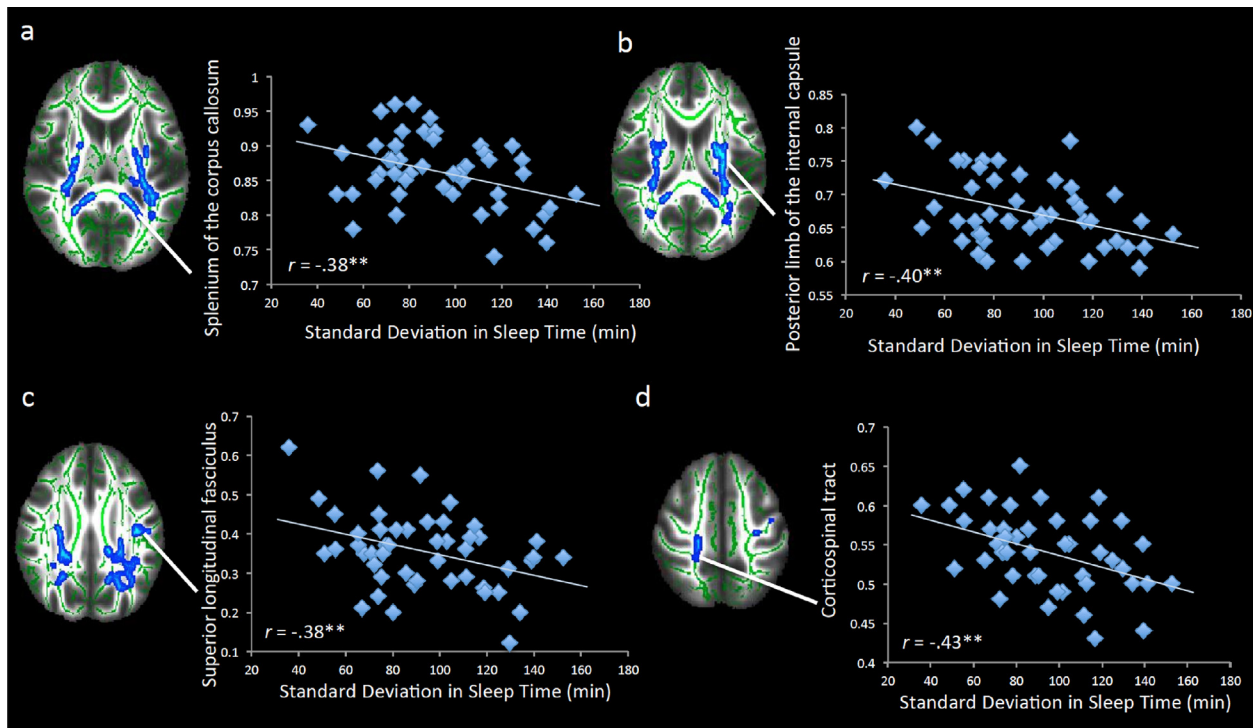 a
Splenium of the corpus callosum
1
0.95
0.9
0.85
0.8
0.75
0.7
r = -.38**
20 40 60 80 100 120 140 160 180
Standard Deviation in Sleep Time (min)
b
Posterior limb of the internal capsule
0.85
0.8
0.75
0.7
0.65
0.6
0.55
r = -.40**
20 40 60 80 100 120 140 160 180
Standard Deviation in Sleep Time (min)
c
Superior longitudinal fasciculus
0.7
0.6
0.5
0.4
0.3
0.2
0.1
r = -.38**
20 40 60 80 100 120 140 160 180
Standard Deviation in Sleep Time (min)
d
Corticospinal tract
0.7
0.65
0.6
0.55
0.5
0.45
0.4
r = -.43**
20 40 60 80 100 120 140 160 180
Standard Deviation in Sleep Time (min)